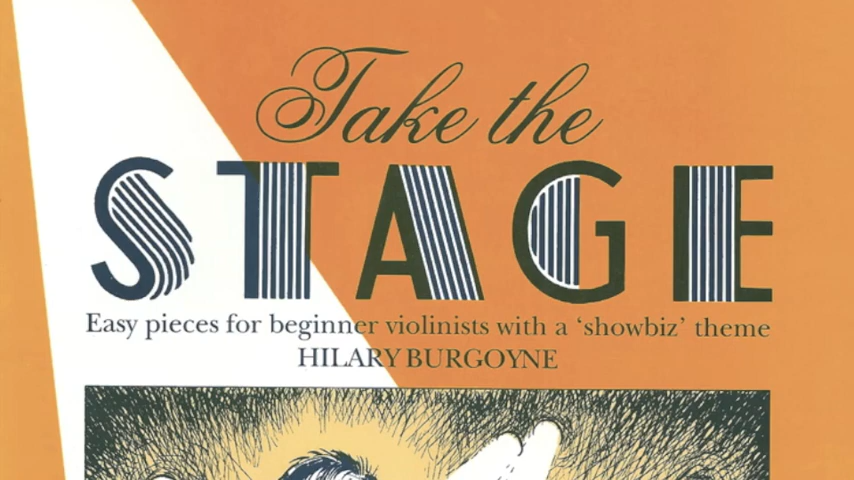 Take the
STAGE
Easy pieces for beginner violinists with a ‘showbiz’ theme
HILARY BURGOYNE